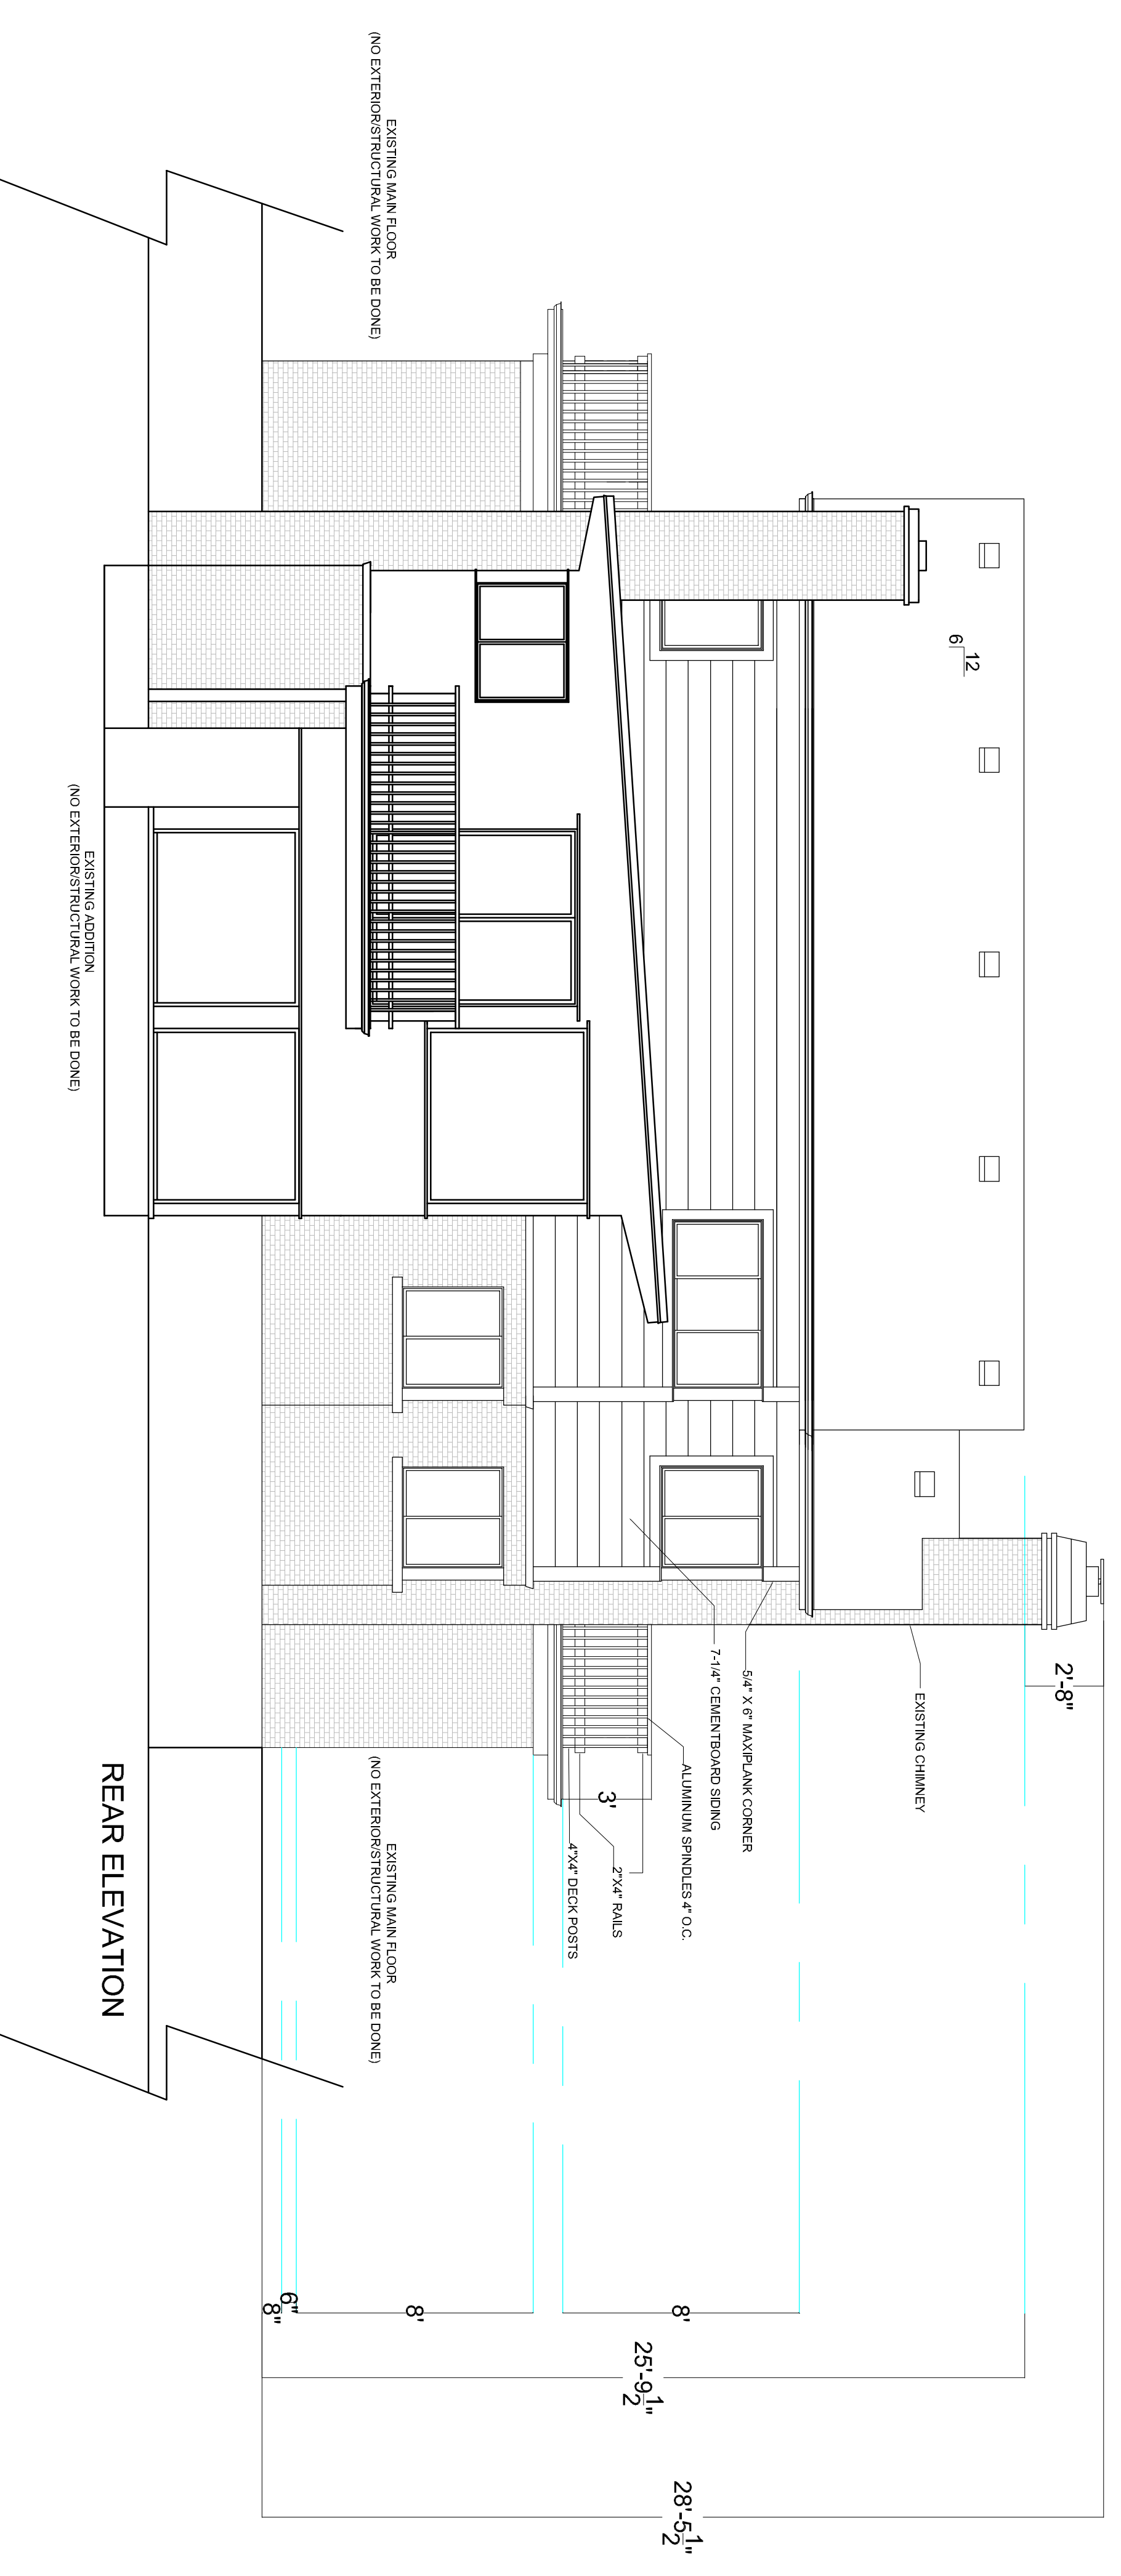 6
12
2'-8"
EXISTING CHIMNEY
5/4" X 6" MAXIPLANK CORNER
7-1/4" CEMENTBOARD SIDING
ALUMINUM SPINDLES 4" O.C.
3'
2"X4" RAILS
4"X4" DECK POSTS
EXISTING MAIN FLOOR
(NO EXTERIOR/STRUCTURAL WORK TO BE DONE)
EXISTING MAIN FLOOR
(NO EXTERIOR/STRUCTURAL WORK TO BE DONE)
EXISTING ADDITION
(NO EXTERIOR/STRUCTURAL WORK TO BE DONE)
8'
8'
6"
8"
25'-9 1/2"
28'-5 1/2"
REAR ELEVATION